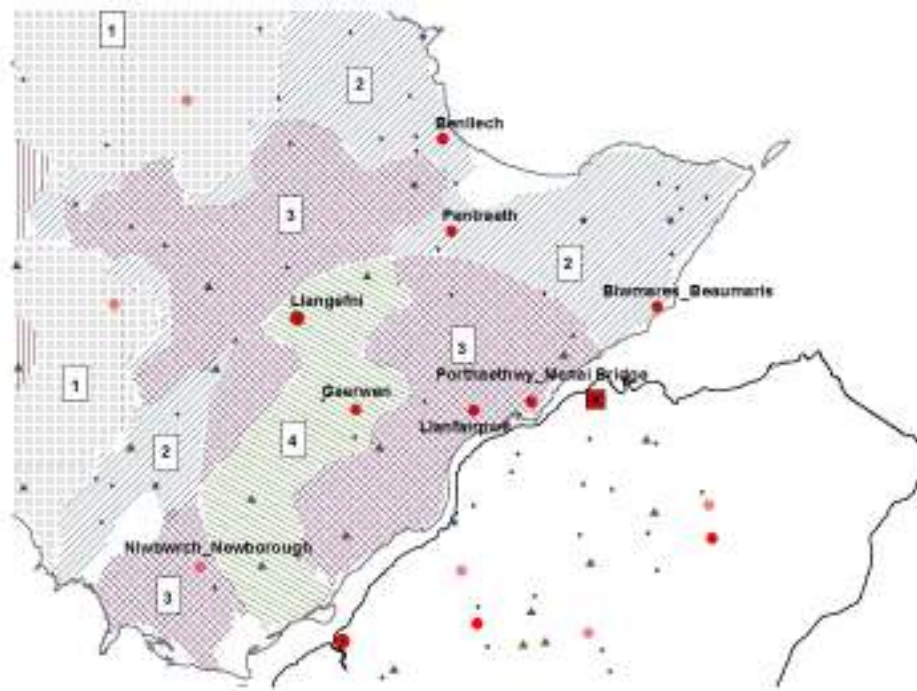 1
2
Benllech
3
Pentraeth
2
Biwmares_Beaumaris
Llangefni
3
1
Porthaethwy_Menai Bridge
Gaerwen
Llanfairpwll
4
2
Niwbwrch_Newborough
3